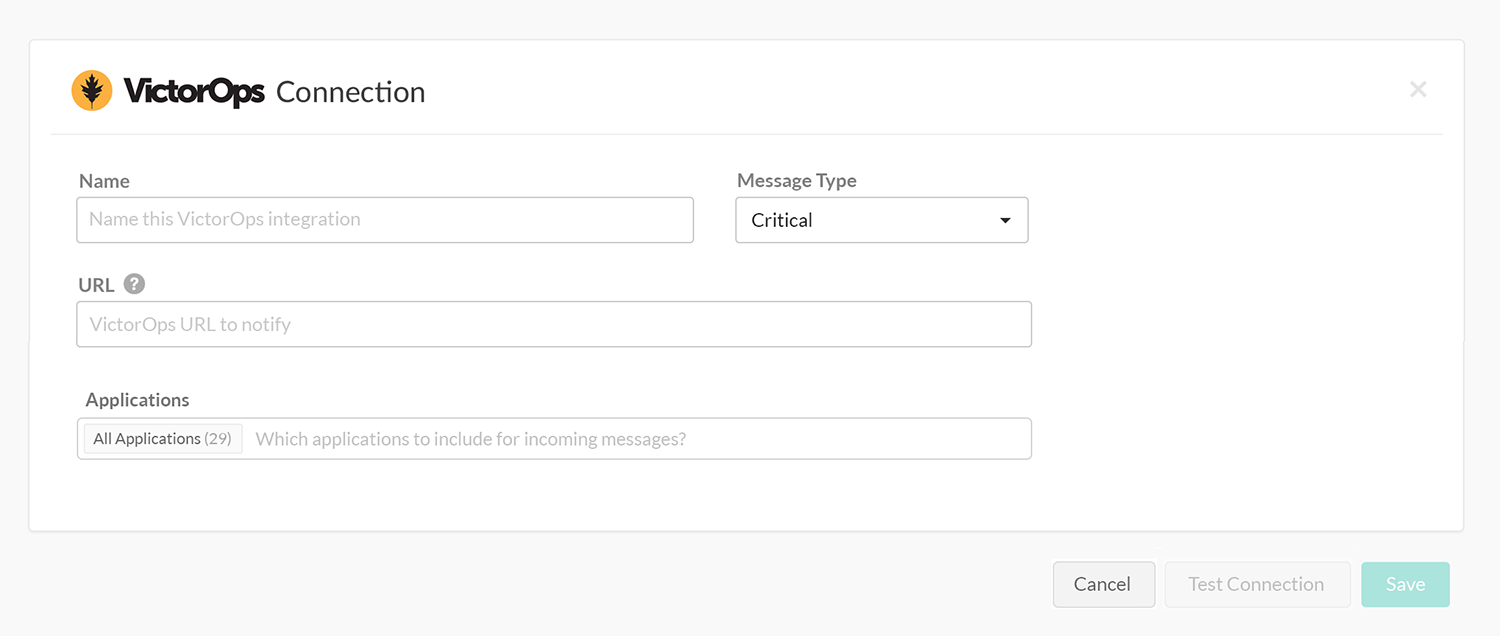 VictorOps Connection
Name
Message Type
Name this VictorOps integration
Critical
URL ?
VictorOps URL to notify
Applications
All Applications (29) Which applications to include for incoming messages?
Cancel
Test Connection
Save